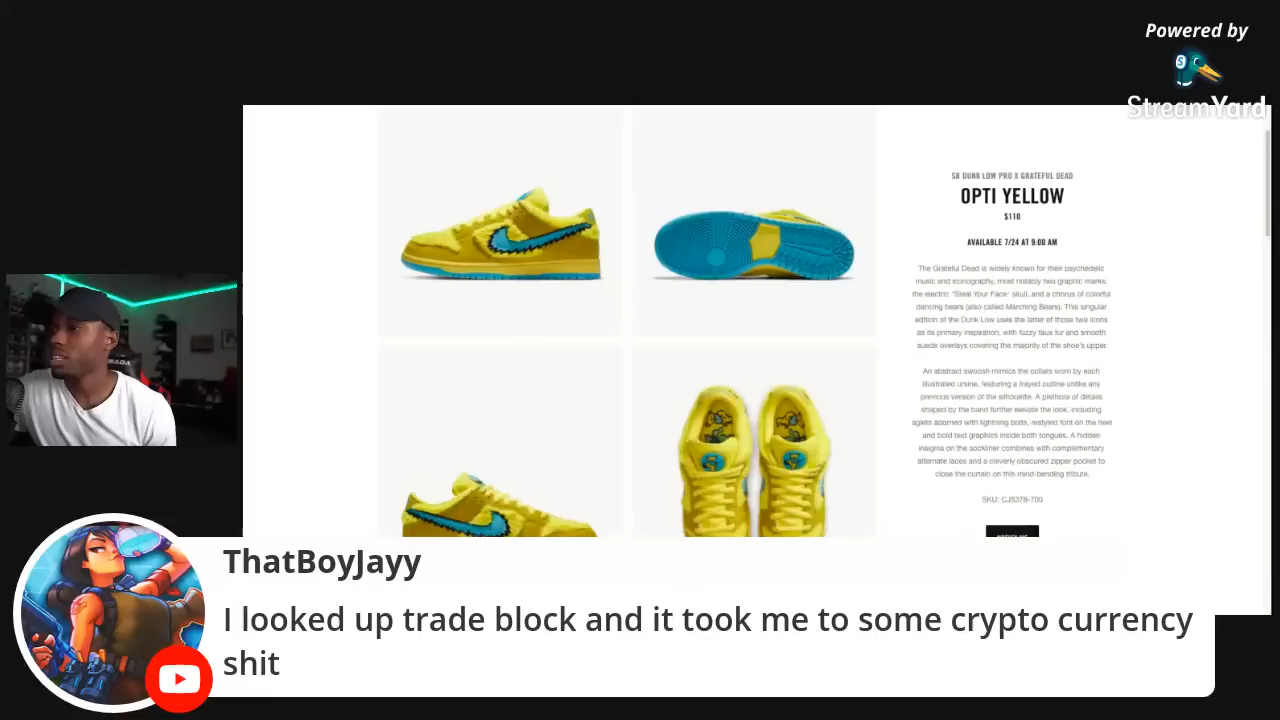 Powered by
S
StreamYard
SB DUNK LOW PRO X GRATEFUL DEAD
OPTI YELLOW
$110
AVAILABLE 7/24 AT 9:00 AM
The Grateful Dead is widely known for their psychedelic
music and iconography, most notably two graphic marks:
the electric "Steal Your Face" skull, and a chorus of colorful
dancing bears (also called Marching Bears). This singular
edition of the Dunk Low uses the latter of those two icons
as its primary inspiration, with fuzzy faux fur and smooth
suede overlays covering the majority of the shoe's upper.
An abstract swoosh mimics the collars worn by each
illustrated ursine, featuring a frayed outline unlike any
previous version of the silhouette. A plethora of details
shaped by the band further elevate the look, including
aglets adorned with lightning bolts, restyled font on the heel
and bold text graphics inside both tongues. A hidden
insignia on the sockliner combines with complementary
alternate laces and a cleverly obscured zipper pocket to
close the curtain on this mind-bending tribute.
SKU: CJ5378-700
ThatBoyJayy
I looked up trade block and it took me to some crypto currency
shit